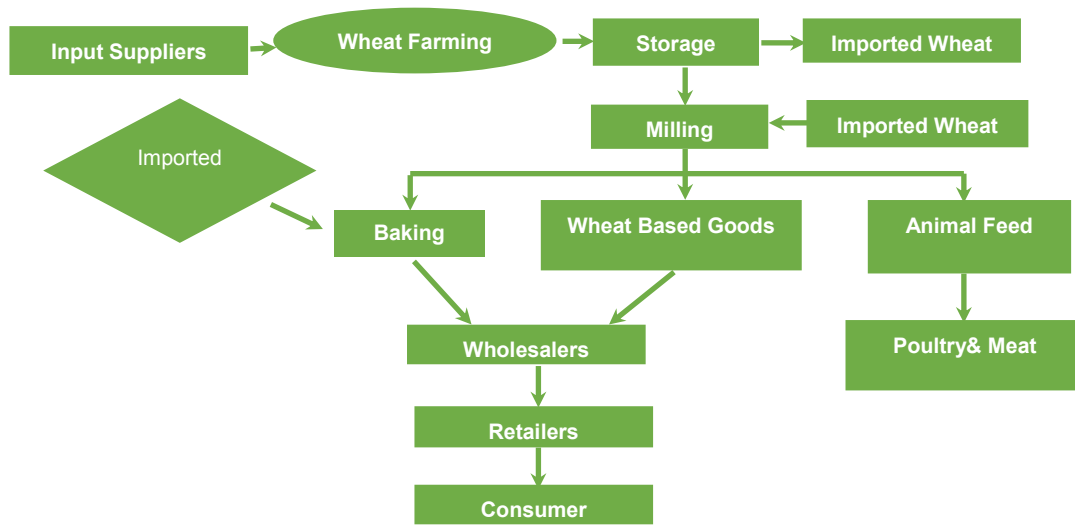 Input Suppliers
Wheat Farming
Storage
Imported Wheat
Milling
Imported Wheat
Imported
Baking
Wheat Based Goods
Animal Feed
Wholesalers
Poultry& Meat
Retailers
Consumer